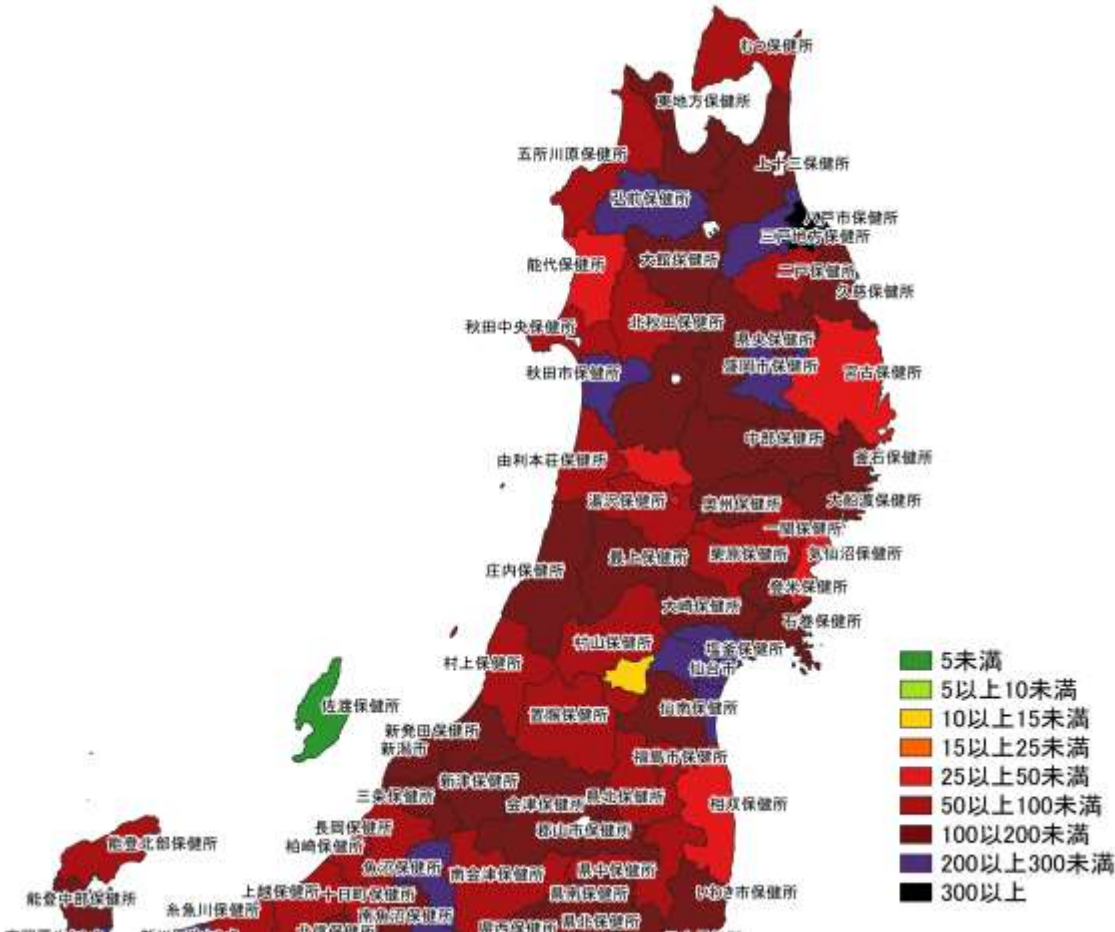 むつ保健所
東地方保健所
五所川原保健所
上十三保健所
弘前保健所
八戸市保健所
三戸地方保健所
能代保健所
大館保健所
二戸保健所
久慈保健所
秋田中央保健所
北秋田保健所
県央保健所
秋田市保健所
盛岡市保健所
宮古保健所
中部保健所
由利本荘保健所
釜石保健所
湯沢保健所
奥州保健所
大船渡保健所
一関保健所
庄内保健所
最上保健所
栗原保健所
気仙沼保健所
登米保健所
大崎保健所
石巻保健所
村山保健所
塩釜保健所
村上保健所
仙台市
佐渡保健所
置賜保健所
仙南保健所
新発田保健所
新潟市
福島市保健所
新津保健所
三条保健所
会津保健所
県北保健所
相双保健所
長岡保健所
郡山市保健所
柏崎保健所
能登北部保健所
魚沼保健所
南会津保健所
県中保健所
能登中部保健所
上越保健所
十日町保健所
県南保健所
いわき市保健所
糸魚川保健所
南魚沼保健所
県北保健所
県西保健所
5未満
5以上10未満
10以上15未満
15以上25未満
25以上50未満
50以上100未満
100以200未満
200以上300未満
300以上